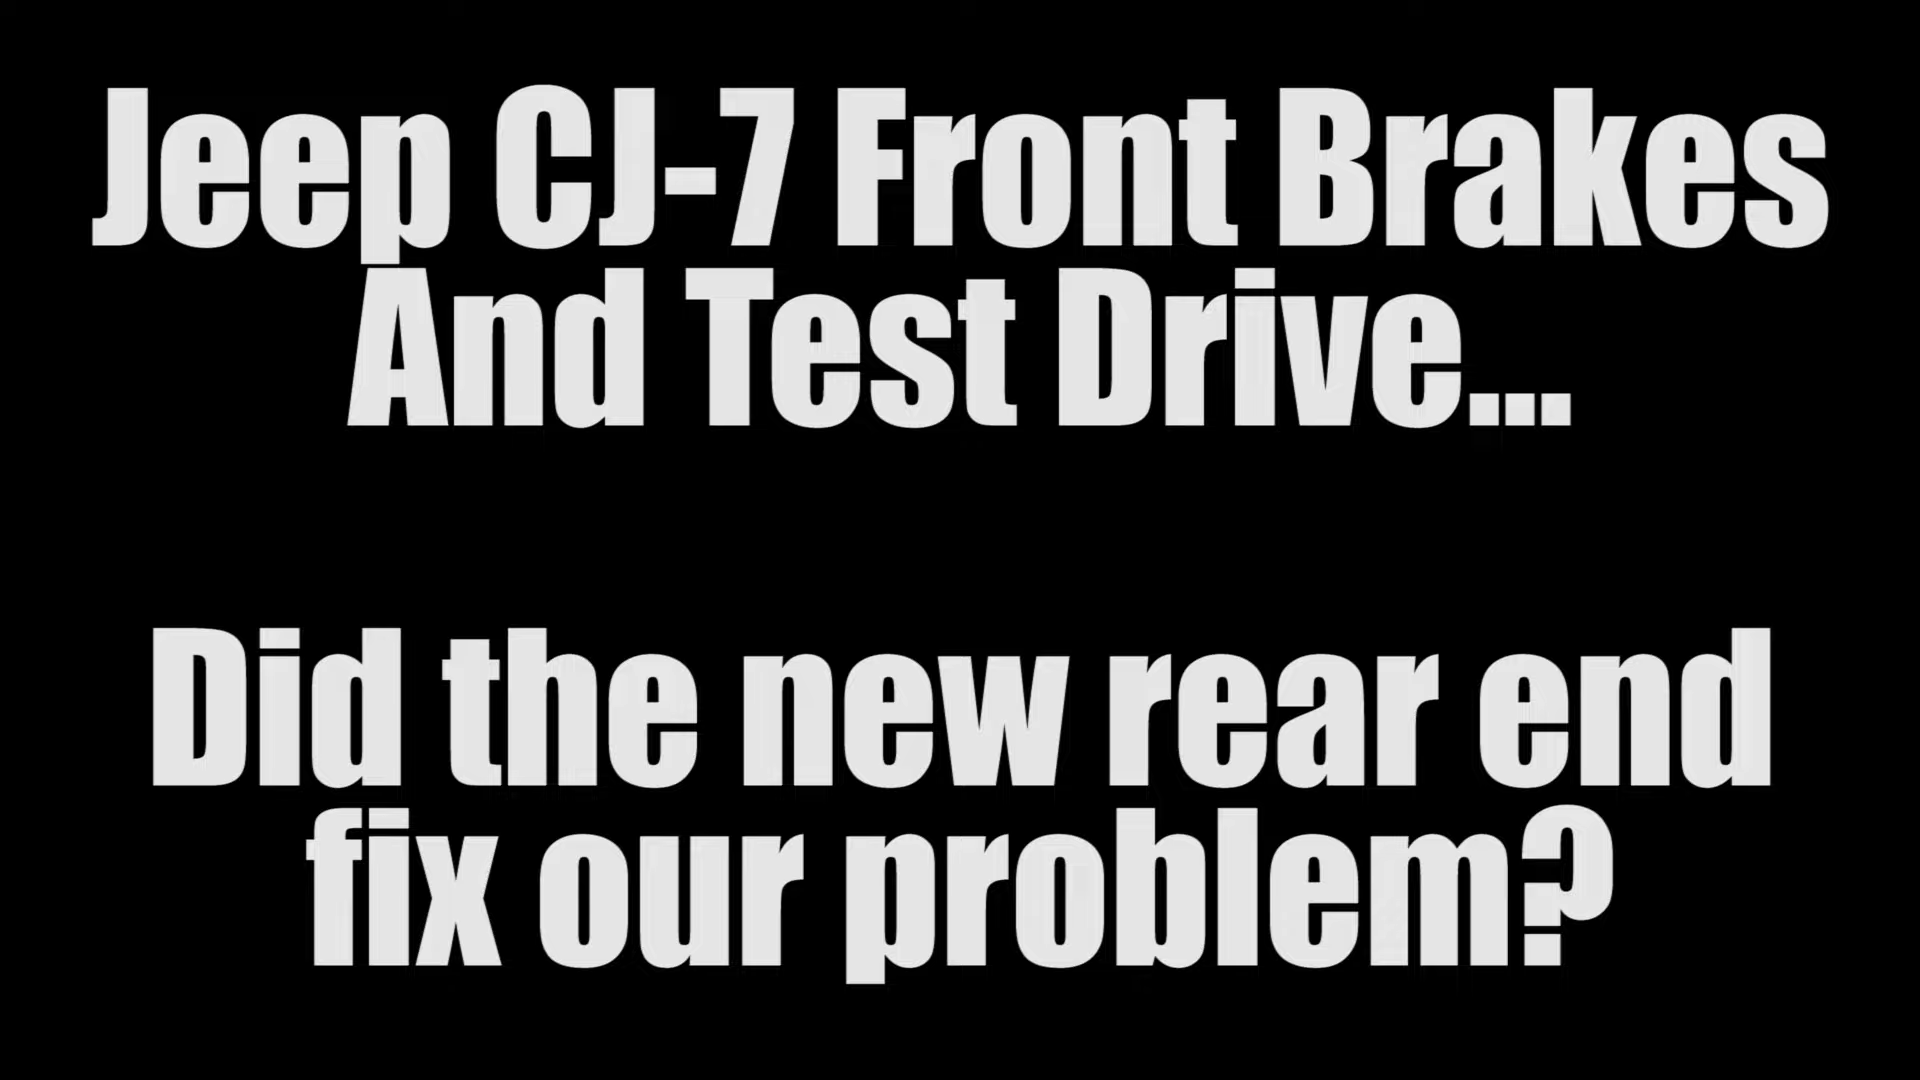 Jeep CJ-7 Front Brakes
And Test Drive...
Did the new rear end
fix our problem?